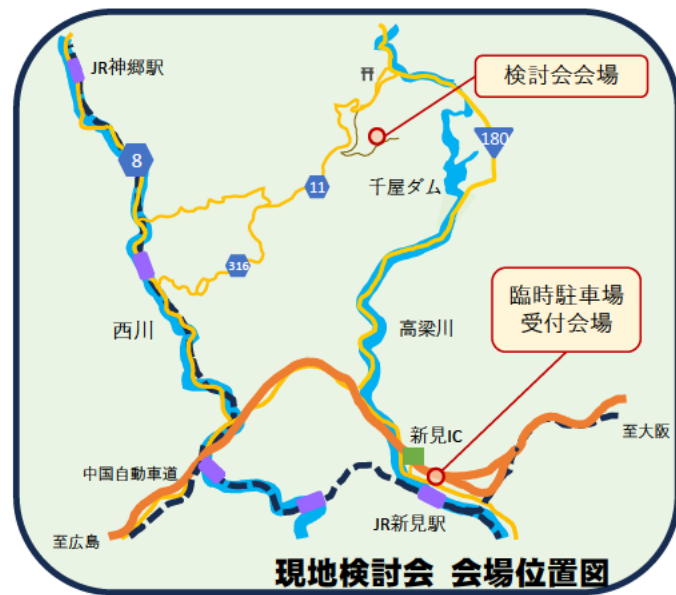 JR神郷駅
検討会会場
180
8
11
千屋ダム
316
臨時駐車場
受付会場
西川
高梁川
新見IC
至大阪
中国自動車道
JR新見駅
至広島
現地検討会 会場位置図